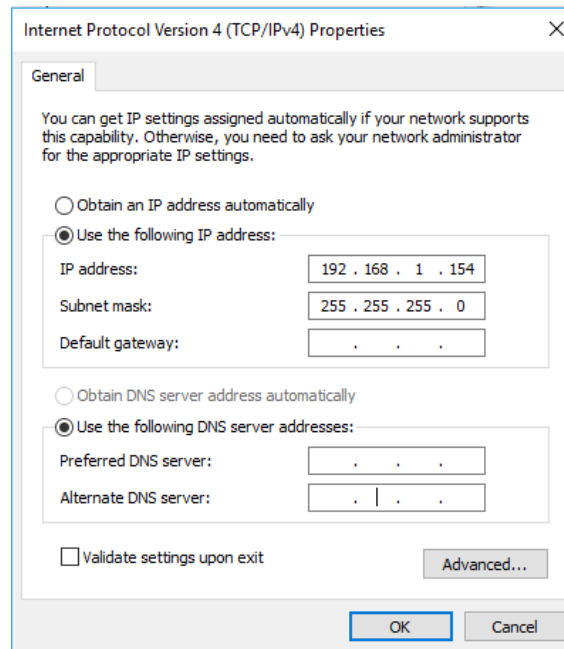 Internet Protocol Version 4 (TCP/IPv4) Properties
General
You can get IP settings assigned automatically if your network supports
this capability. Otherwise, you need to ask your network administrator
for the appropriate IP settings.
Obtain an IP address automatically
Use the following IP address:
IP address: 192 . 168 . 1 . 154
Subnet mask: 255 . 255 . 255 . 0
Default gateway: . . .
Obtain DNS server address automatically
Use the following DNS server addresses:
Preferred DNS server: . . .
Alternate DNS server: . . .
Validate settings upon exit
Advanced...
OK Cancel